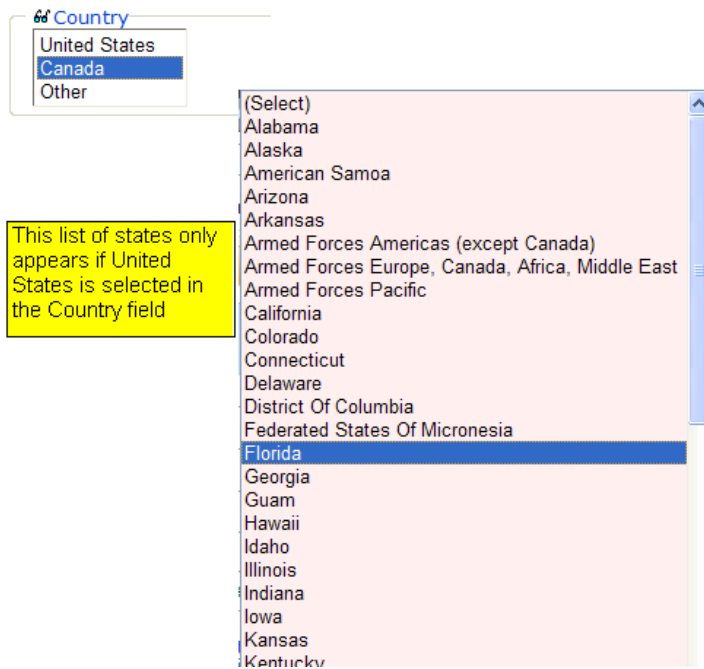 Country
United States
Canada
Other
(Select)
Alabama
Alaska
American Samoa
Arizona
Arkansas
Armed Forces Americas (except Canada)
Armed Forces Europe, Canada, Africa, Middle East
Armed Forces Pacific
California
Colorado
Connecticut
Delaware
District Of Columbia
Federated States Of Micronesia
Florida
Georgia
Guam
Hawaii
Idaho
Illinois
Indiana
Iowa
Kansas
Kentucky
This list of states only
appears if United
States is selected in
the Country field